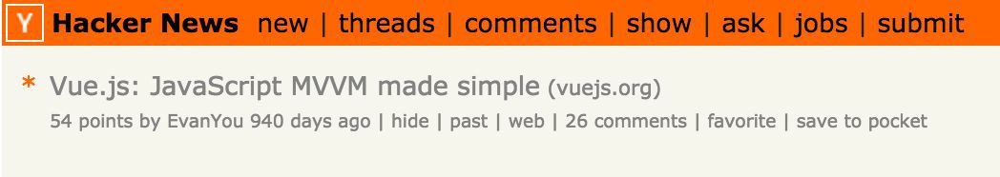 Y Hacker News new | threads | comments | show | ask | jobs | submit
* Vue.js: JavaScript MVVM made simple (vuejs.org)
54 points by EvanYou 940 days ago | hide | past | web | 26 comments | favorite | save to pocket